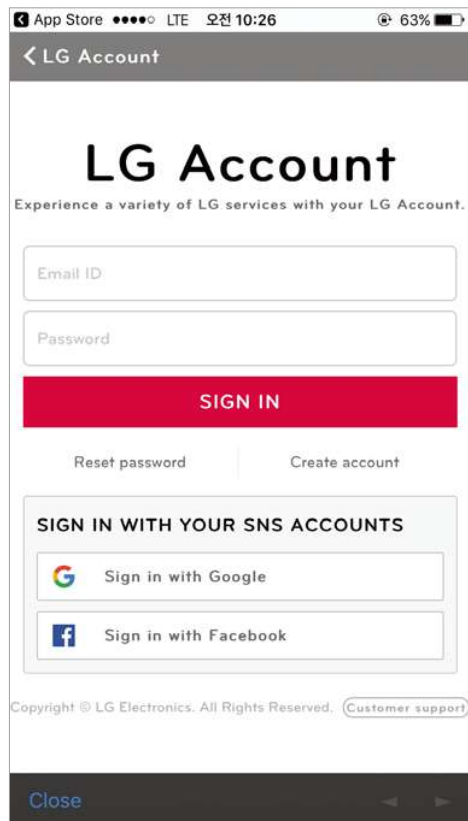 App Store LTE 오전 10:26 63%
LG Account
LG Account
Experience a variety of LG services with your LG Account.
Email ID
Password
SIGN IN
Reset password Create account
SIGN IN WITH YOUR SNS ACCOUNTS
Sign in with Google
Sign in with Facebook
Copyright © LG Electronics. All Rights Reserved. Customer support
Close